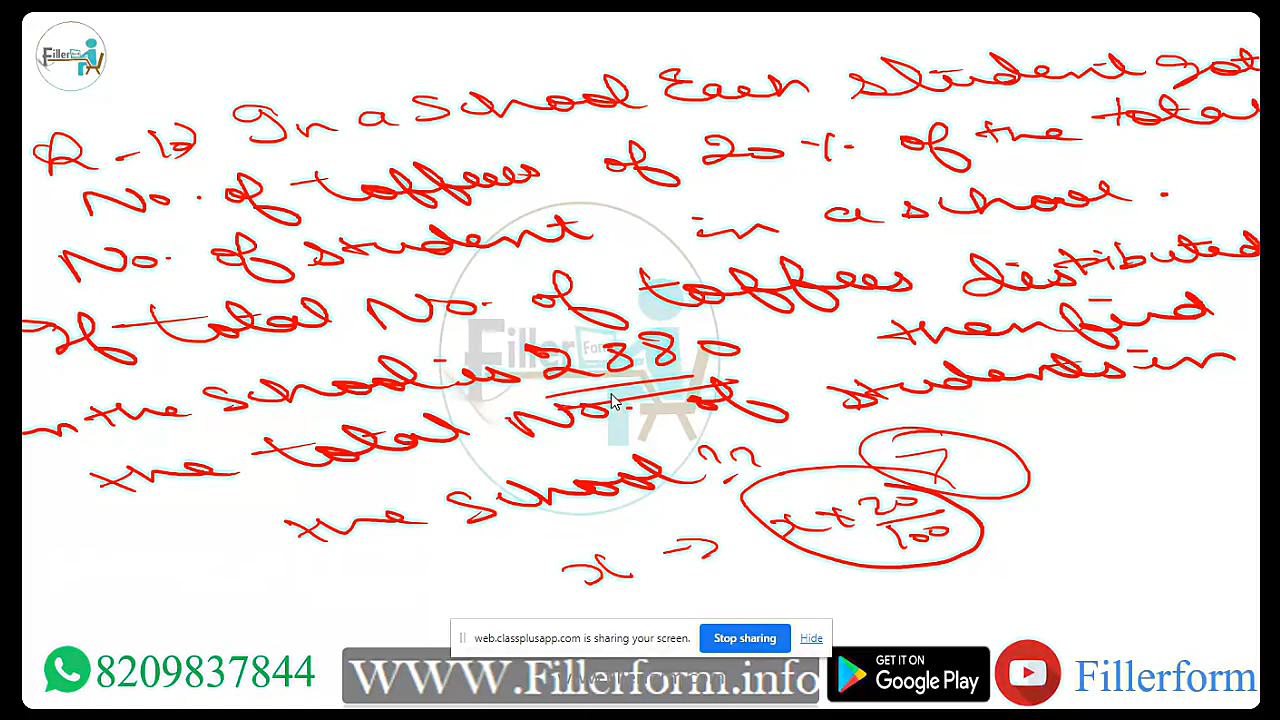 Filler
Q-12 In a school Each student got
No. of toffees of 20% of the total
No. of student in a school.
If total No. of toffees distributed
in the school is 2880 then find
the total No. of students in
the school ??
x → x × 20/100
Filler Form
web.classplusapp.com is sharing your screen. Stop sharing Hide
8209837844
WWW.Fillerform.info
GET IT ON
Google Play
Fillerform